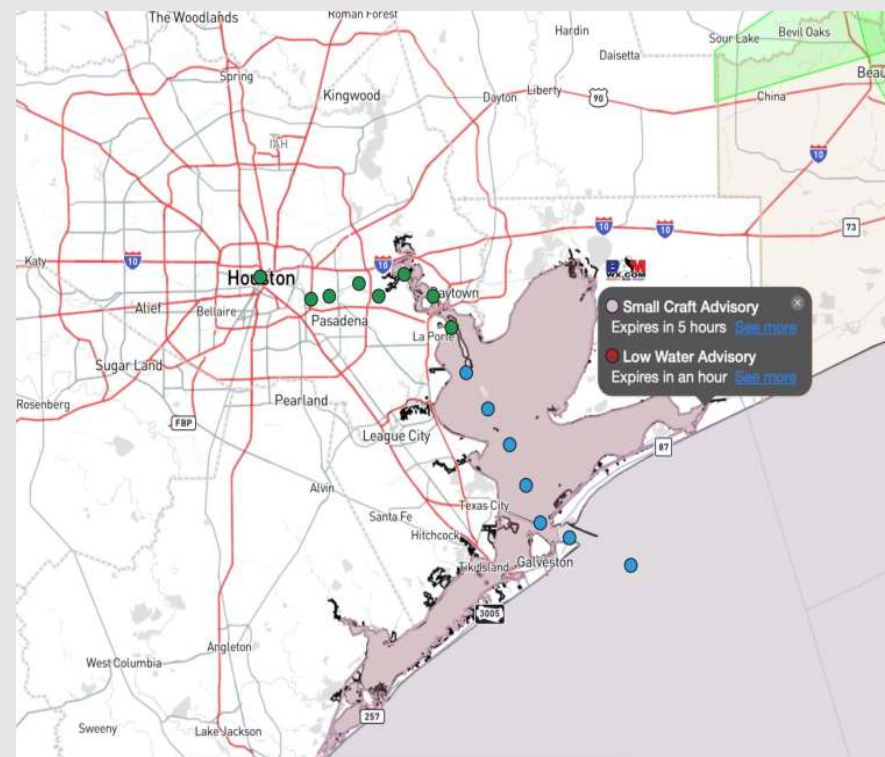 The Woodlands
Roman Forest
Hardin
Sour Lake
Bevil Oaks
Daisetta
Spring
Kingwood
Liberty
90
Dayton
China
Beau
IAH
10
73
10
10
Katy
10
Houston
10
B
M
WX.COM
Baytown
Small Craft Advisory
Expires in 5 hours See more
Low Water Advisory
Expires in an hour See more
Alief
Bellaire
Pasadena
La Porte
Sugar Land
Rosenberg
Pearland
FBP
League City
87
Alvin
Texas City
Santa Fe
Hitchcock
Tiki Island
Galveston
3005
Angleton
West Columbia
257
Sweeny
Lake Jackson